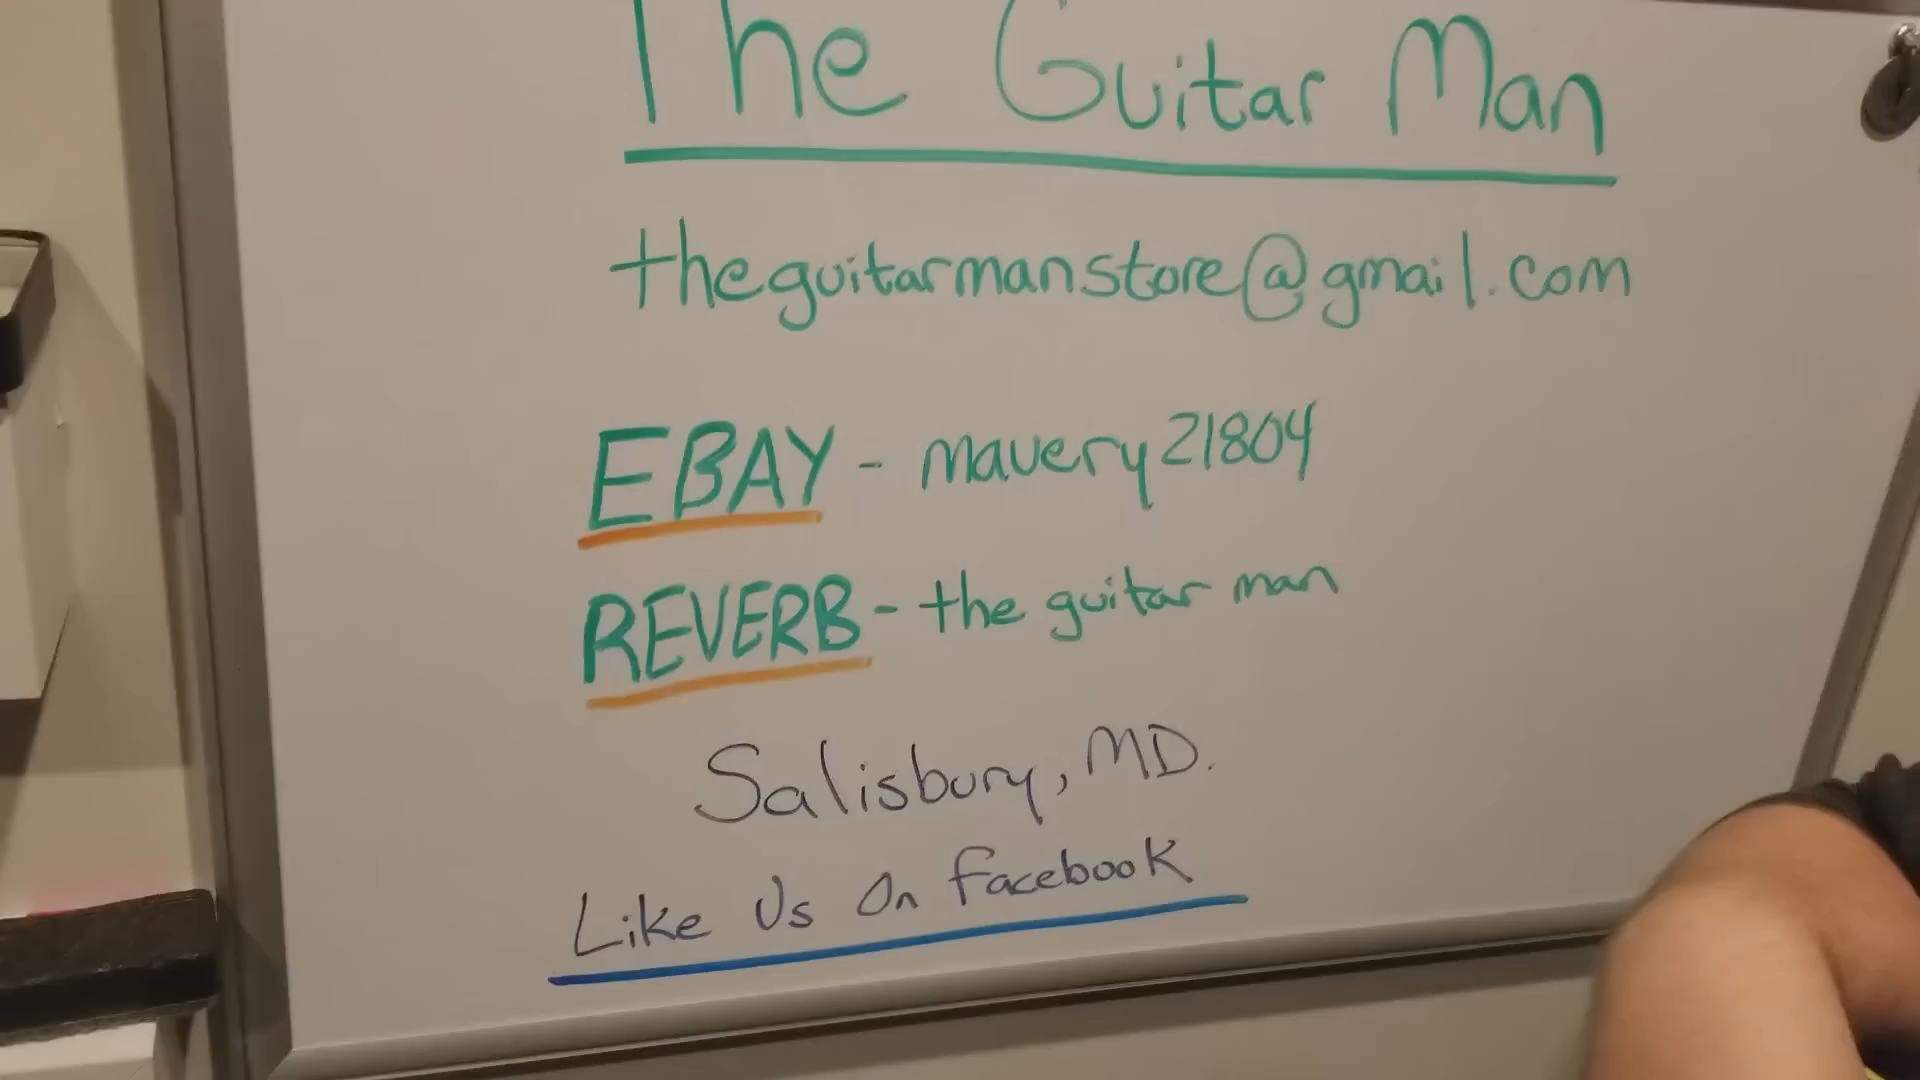 The Guitar Man
theguitarmanstore@gmail.com
EBAY - mavery21804
REVERB - the guitar man
Salisbury, MD.
Like Us On facebook